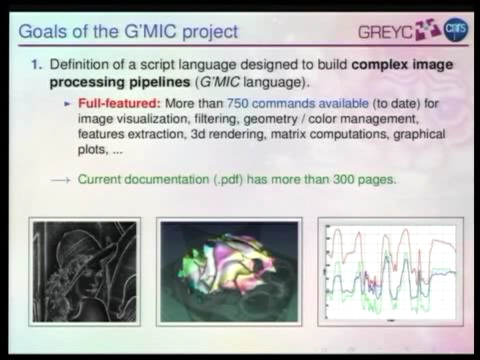 Goals of the G'MIC project
GREYC
cnrs
1. Definition of a script language designed to build complex image
processing pipelines (G'MIC language).
► Full-featured: More than 750 commands available (to date) for
image visualization, filtering, geometry / color management,
features extraction, 3d rendering, matrix computations, graphical
plots, ...
⟶ Current documentation (.pdf) has more than 300 pages.